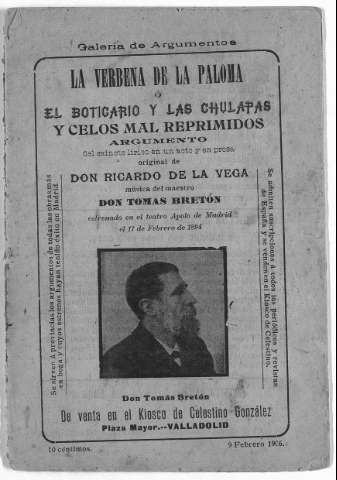 Galería de Argumentos
LA VERBENA DE LA PALOMA
Ó
EL BOTICARIO Y LAS CHULAPAS
Y CELOS MAL REPRIMIDOS
ARGUMENTO
del sainete lírico en un acto y en prosa
original de
DON RICARDO DE LA VEGA
música del maestro
DON TOMAS BRETÓN
estrenado en el teatro Apolo de Madrid
el 17 de Febrero de 1894
Se sirven á provincias los argumentos de todas las obras más
en boga y cuyos estrenos hayan tenido éxito en Madrid.
Se admiten suscripciones á todos los periódicos y revistas
de España y se venden en el Kiosco de Celestino.
Don Tomás Bretón
De venta en el Kiosco de Celestino González
Plaza Mayor.--VALLADOLID
10 céntimos.
9 Febrero 1906.